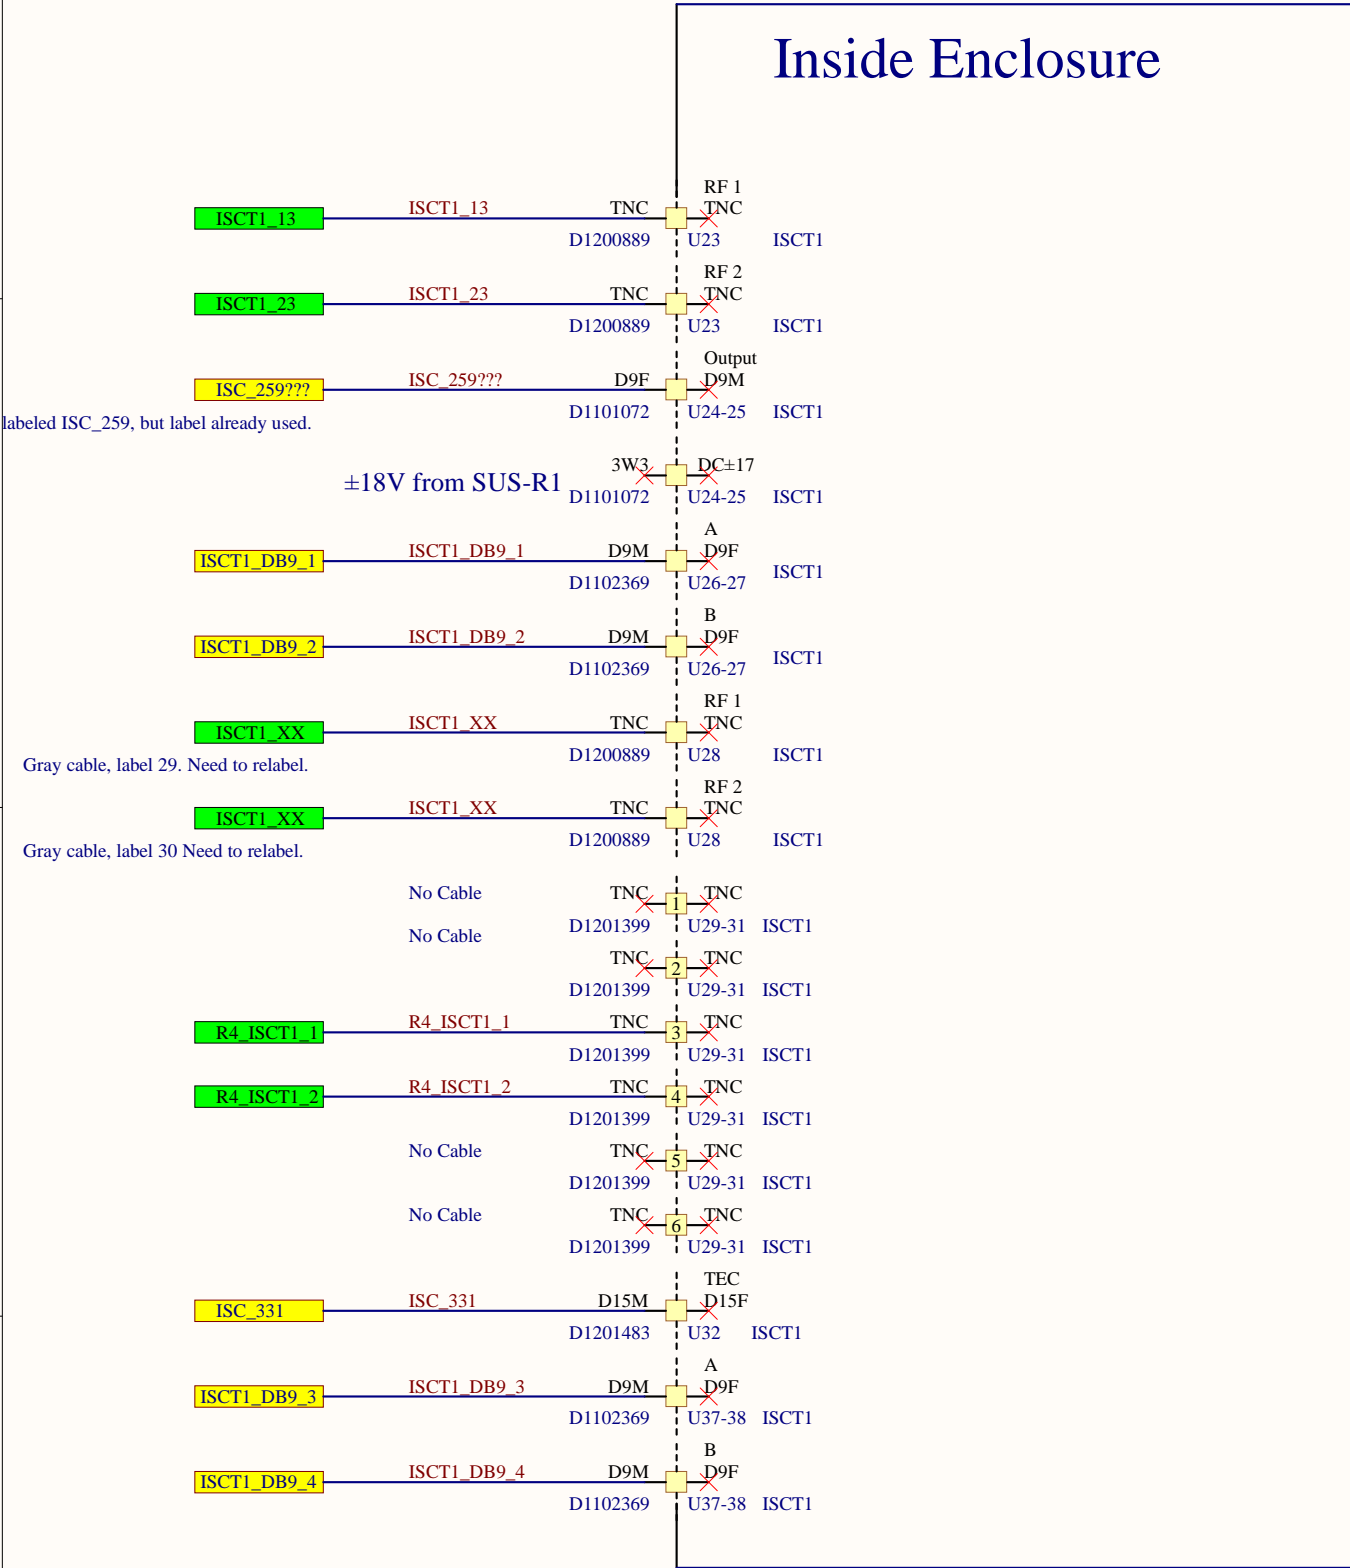 Inside Enclosure
RF 1
ISCT1_13 ISCT1_13 TNC TNC
D1200889 U23 ISCT1
RF 2
ISCT1_23 ISCT1_23 TNC TNC
D1200889 U23 ISCT1
Output
ISC_259??? ISC_259??? D9F D9M
D1101072 U24-25 ISCT1
labeled ISC_259, but label already used.
3W3 DC±17
±18V from SUS-R1 D1101072 U24-25 ISCT1
A
ISCT1_DB9_1 ISCT1_DB9_1 D9M D9F
D1102369 U26-27 ISCT1
B
ISCT1_DB9_2 ISCT1_DB9_2 D9M D9F
D1102369 U26-27 ISCT1
RF 1
ISCT1_XX ISCT1_XX TNC TNC
D1200889 U28 ISCT1
Gray cable, label 29. Need to relabel.
RF 2
ISCT1_XX ISCT1_XX TNC TNC
D1200889 U28 ISCT1
Gray cable, label 30 Need to relabel.
No Cable TNC 1 TNC
D1201399 U29-31 ISCT1
No Cable
TNC 2 TNC
D1201399 U29-31 ISCT1
R4_ISCT1_1 R4_ISCT1_1 TNC 3 TNC
D1201399 U29-31 ISCT1
R4_ISCT1_2 R4_ISCT1_2 TNC 4 TNC
D1201399 U29-31 ISCT1
No Cable TNC 5 TNC
D1201399 U29-31 ISCT1
No Cable TNC 6 TNC
D1201399 U29-31 ISCT1
TEC
ISC_331 ISC_331 D15M D15F
D1201483 U32 ISCT1
A
ISCT1_DB9_3 ISCT1_DB9_3 D9M D9F
D1102369 U37-38 ISCT1
B
ISCT1_DB9_4 ISCT1_DB9_4 D9M D9F
D1102369 U37-38 ISCT1